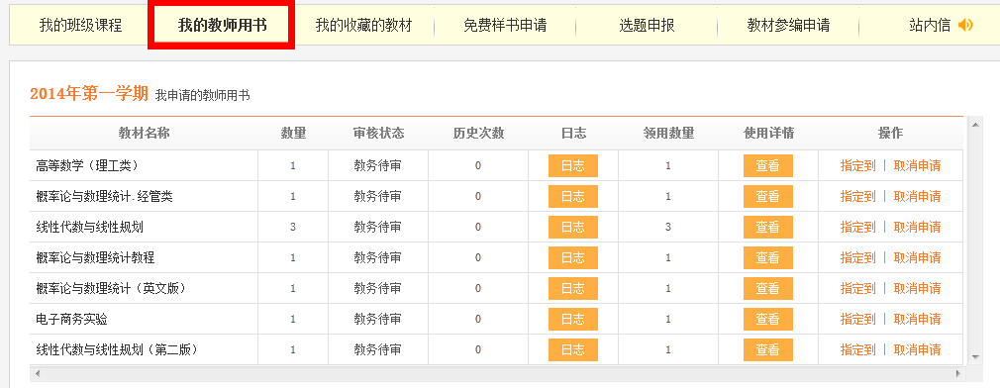 我的班级课程 我的教师用书 我的收藏的教材 免费样书申请 选题申报 教材参编申请 站内信
2014年第一学期 我申请的教师用书
教材名称 数量 审核状态 历史次数 日志 领用数量 使用详情 操作
高等数学（理工类） 1 教务待审 0 日志 1 查看 指定到 | 取消申请
概率论与数理统计.经管类 1 教务待审 0 日志 1 查看 指定到 | 取消申请
线性代数与线性规划 3 教务待审 0 日志 3 查看 指定到 | 取消申请
概率论与数理统计教程 1 教务待审 0 日志 1 查看 指定到 | 取消申请
概率论与数理统计（英文版） 1 教务待审 0 日志 1 查看 指定到 | 取消申请
电子商务实验 1 教务待审 0 日志 1 查看 指定到 | 取消申请
线性代数与线性规划（第二版） 1 教务待审 0 日志 1 查看 指定到 | 取消申请